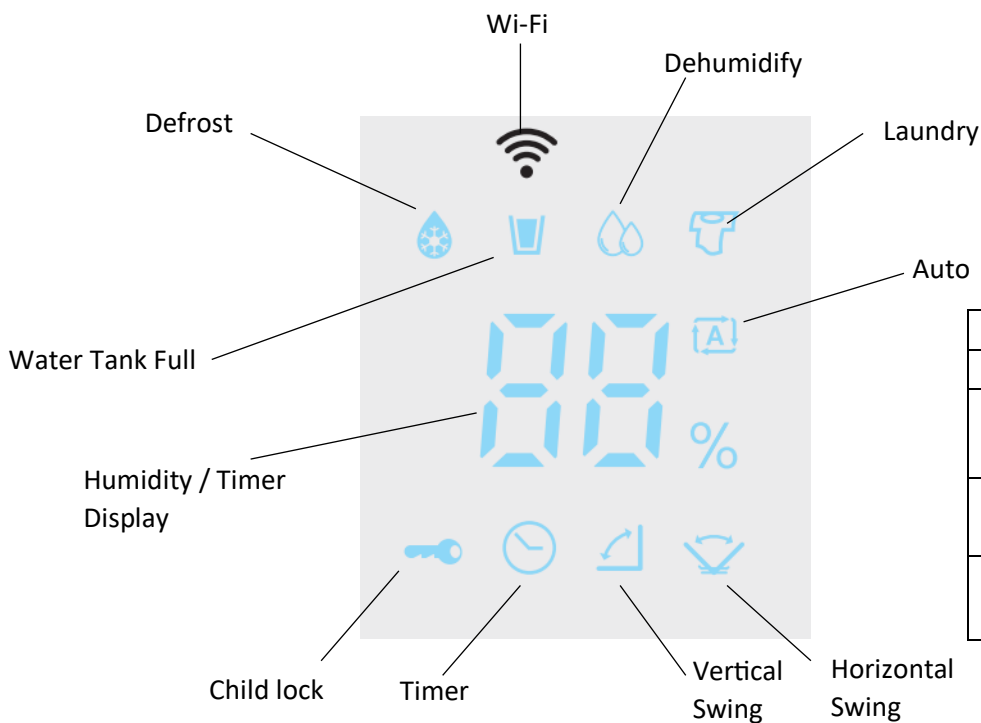 Wi-Fi
Dehumidify
Defrost
Laundry
Auto
A
Water Tank Full
88
%
Humidity / Timer
Display
Child lock
Timer
Vertical
Swing
Horizontal
Swing